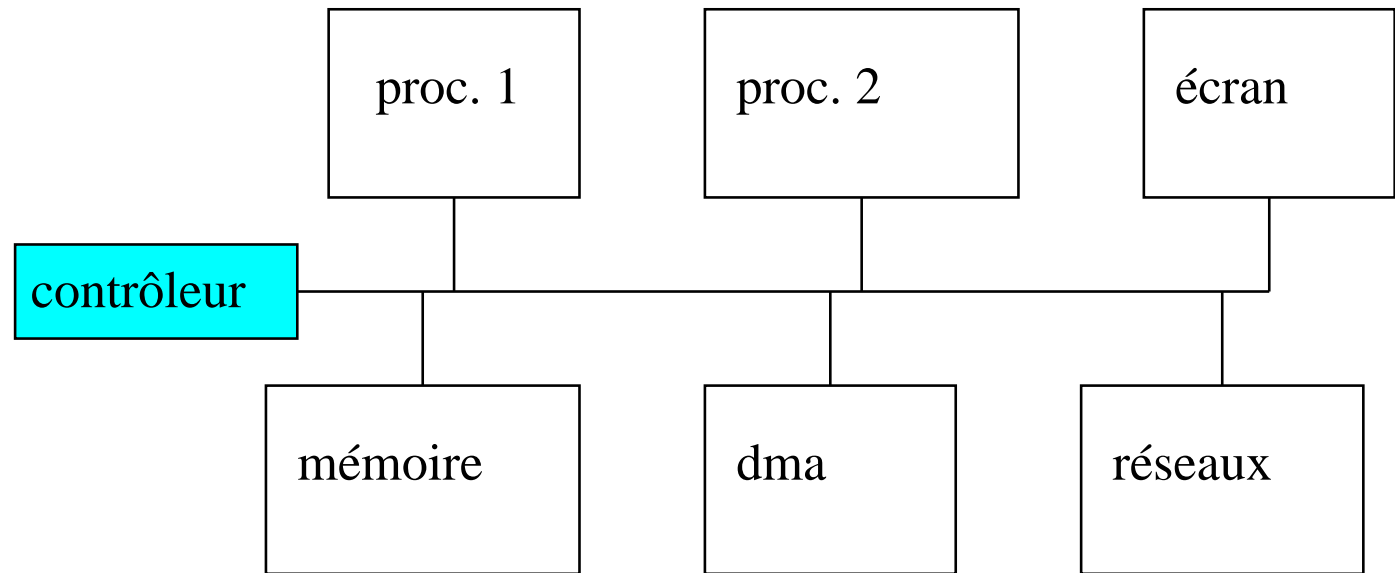 proc. 1
proc. 2
écran
contrôleur
mémoire
dma
réseaux